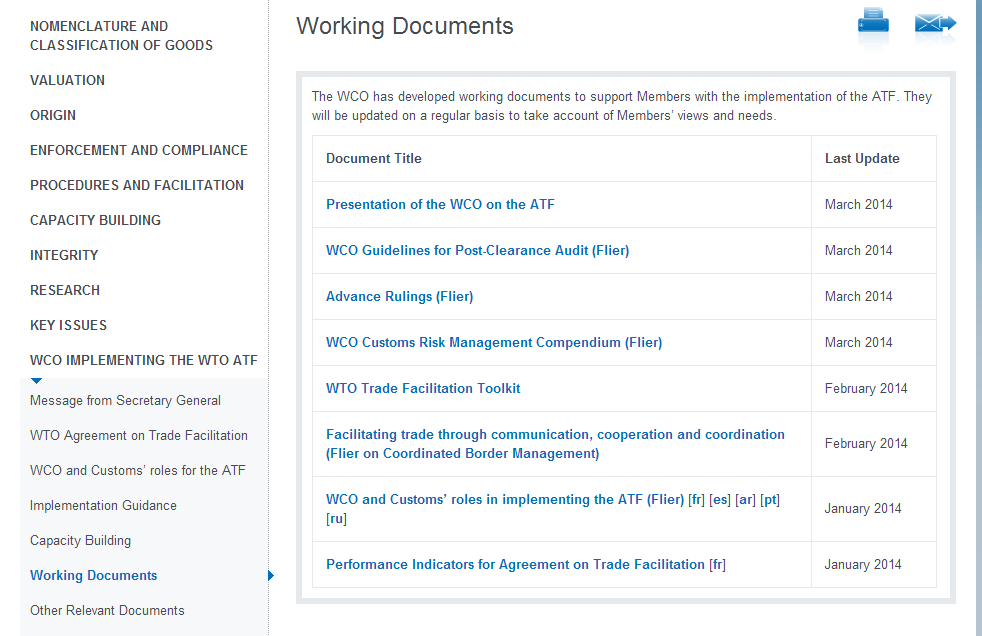 NOMENCLATURE AND
CLASSIFICATION OF GOODS
VALUATION
ORIGIN
ENFORCEMENT AND COMPLIANCE
PROCEDURES AND FACILITATION
CAPACITY BUILDING
INTEGRITY
RESEARCH
KEY ISSUES
WCO IMPLEMENTING THE WTO ATF
Message from Secretary General
WTO Agreement on Trade Facilitation
WCO and Customs’ roles for the ATF
Implementation Guidance
Capacity Building
Working Documents
Other Relevant Documents
Working Documents
The WCO has developed working documents to support Members with the implementation of the ATF. They
will be updated on a regular basis to take account of Members’ views and needs.
Document Title Last Update
Presentation of the WCO on the ATF March 2014
WCO Guidelines for Post-Clearance Audit (Flier) March 2014
Advance Rulings (Flier) March 2014
WCO Customs Risk Management Compendium (Flier) March 2014
WTO Trade Facilitation Toolkit February 2014
Facilitating trade through communication, cooperation and coordination
(Flier on Coordinated Border Management)
February 2014
WCO and Customs’ roles in implementing the ATF (Flier) [fr] [es] [ar] [pt]
[ru]
January 2014
Performance Indicators for Agreement on Trade Facilitation [fr] January 2014